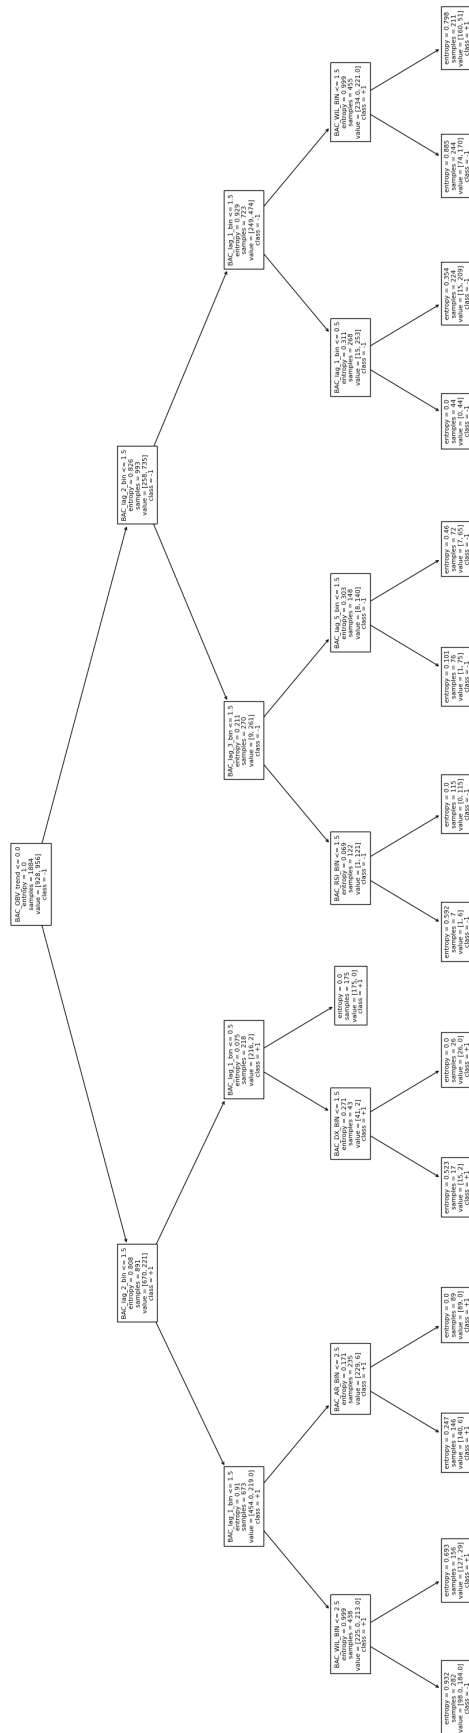 BAC_OBV_trend <= 0.0
entropy = 1.0
samples = 1884
value = [928, 956]
class = -1
BAC_lag_2_bin <= 1.5
entropy = 0.808
samples = 891
value = [670, 221]
class = +1
BAC_lag_2_bin <= 1.5
entropy = 0.826
samples = 993
value = [258, 735]
class = -1
BAC_lag_1_bin <= 1.5
entropy = 0.91
samples = 673
value = [454.0, 219.0]
class = +1
BAC_lag_1_bin <= 0.5
entropy = 0.075
samples = 218
value = [216, 2]
class = +1
BAC_lag_3_bin <= 1.5
entropy = 0.211
samples = 270
value = [9, 261]
class = -1
BAC_lag_1_bin <= 1.5
entropy = 0.929
samples = 723
value = [249, 474]
class = -1
BAC_WIL_BIN <= 2.5
entropy = 0.999
samples = 438
value = [225.0, 213.0]
class = +1
BAC_AR_BIN <= 2.5
entropy = 0.171
samples = 235
value = [229, 6]
class = +1
BAC_DX_BIN <= 1.5
entropy = 0.271
samples = 43
value = [41, 2]
class = +1
entropy = 0.0
samples = 175
value = [175, 0]
class = +1
BAC_RSI_BIN <= 1.5
entropy = 0.069
samples = 122
value = [1, 121]
class = -1
BAC_lag_5_bin <= 1.5
entropy = 0.303
samples = 148
value = [8, 140]
class = -1
BAC_lag_1_bin <= 0.5
entropy = 0.311
samples = 268
value = [15, 253]
class = -1
BAC_WIL_BIN <= 1.5
entropy = 0.999
samples = 455
value = [234.0, 221.0]
class = +1
entropy = 0.932
samples = 282
value = [98.0, 184.0]
class = -1
entropy = 0.693
samples = 156
value = [127, 29]
class = +1
entropy = 0.247
samples = 146
value = [140, 6]
class = +1
entropy = 0.0
samples = 89
value = [89, 0]
class = +1
entropy = 0.523
samples = 17
value = [15, 2]
class = +1
entropy = 0.0
samples = 26
value = [26, 0]
class = +1
entropy = 0.592
samples = 7
value = [1, 6]
class = -1
entropy = 0.0
samples = 115
value = [0, 115]
class = -1
entropy = 0.101
samples = 76
value = [1, 75]
class = -1
entropy = 0.46
samples = 72
value = [7, 65]
class = -1
entropy = 0.0
samples = 44
value = [0, 44]
class = -1
entropy = 0.354
samples = 224
value = [15, 209]
class = -1
entropy = 0.885
samples = 244
value = [74, 170]
class = -1
entropy = 0.798
samples = 211
value = [160, 51]
class = +1